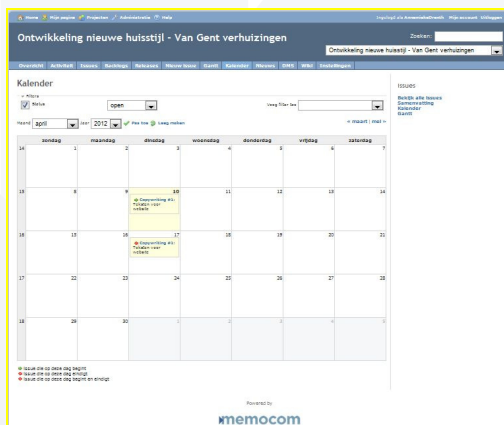 Home Mijn pagina Projecten Administratie Help
Ingelogd als Mijn account Uitloggen
Ontwikkeling nieuwe huisstijl - Van Gent verhuizingen
Zoeken:
Ontwikkeling nieuwe huisstijl - Van Gent verhuizingen
Overzicht Activiteit Issues Backlogs Releases Nieuw issue Gantt Kalender Nieuws DMS Wiki Instellingen
Kalender
Filters
Status open Voeg filter toe
Maand april Jaar 2012 Pas toe Leeg maken
« maart | mei »
zondag maandag dinsdag woensdag donderdag vrijdag zaterdag
14 1 2 3 4 5 6 7
15 8 9 10 11 12 13 14
Copywriting #1:
Teksten voor
website
16 15 16 17 18 19 20 21
Copywriting #1:
Teksten voor
website
17 22 23 24 25 26 27 28
18 29 30 1 2 3 4 5
Issue die op deze dag begint
Issue die op deze dag eindigt
Issue die op deze dag begint en eindigt
Issues
Bekijk alle issues
Samenvatting
Kalender
Gantt
Powered by
memocom